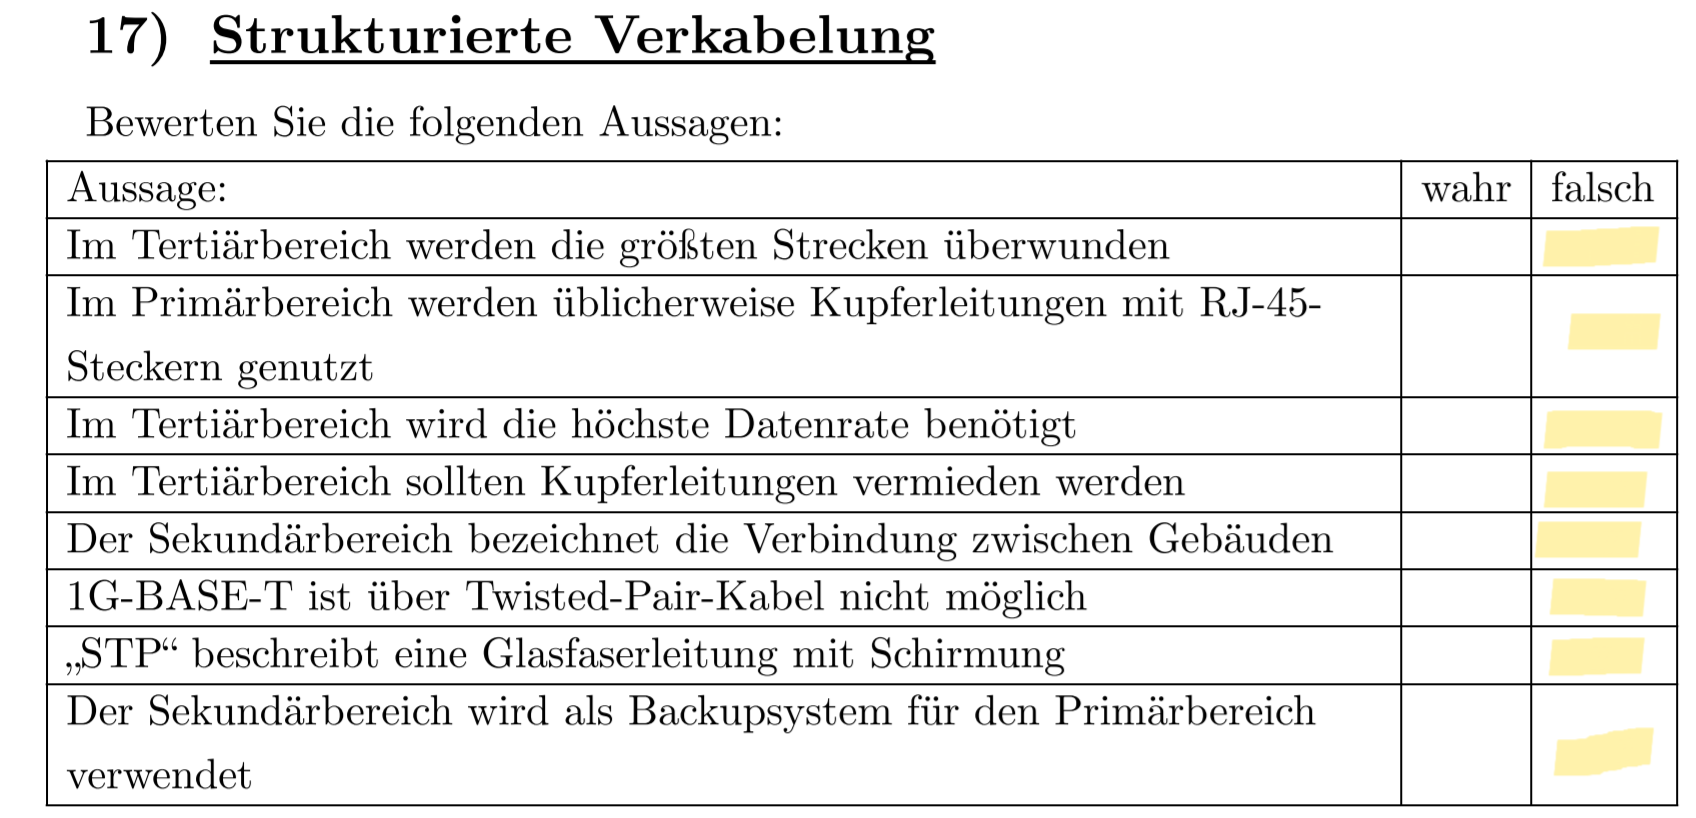 17) Strukturierte Verkabelung
Bewerten Sie die folgenden Aussagen:
Aussage: wahr falsch
Im Tertiärbereich werden die größten Strecken überwunden
Im Primärbereich werden üblicherweise Kupferleitungen mit RJ-45-
Steckern genutzt
Im Tertiärbereich wird die höchste Datenrate benötigt
Im Tertiärbereich sollten Kupferleitungen vermieden werden
Der Sekundärbereich bezeichnet die Verbindung zwischen Gebäuden
1G-BASE-T ist über Twisted-Pair-Kabel nicht möglich
„STP“ beschreibt eine Glasfaserleitung mit Schirmung
Der Sekundärbereich wird als Backupsystem für den Primärbereich
verwendet